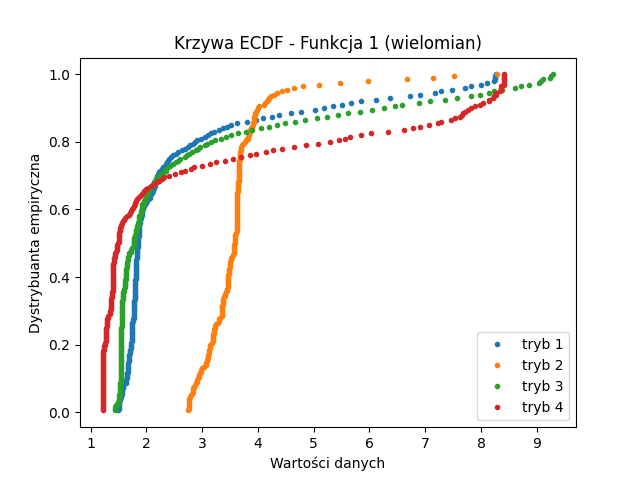 Krzywa ECDF - Funkcja 1 (wielomian)
1.0
0.8
0.6
0.4
0.2
0.0
Dystrybuanta empiryczna
1 2 3 4 5 6 7 8 9
Wartości danych
tryb 1
tryb 2
tryb 3
tryb 4